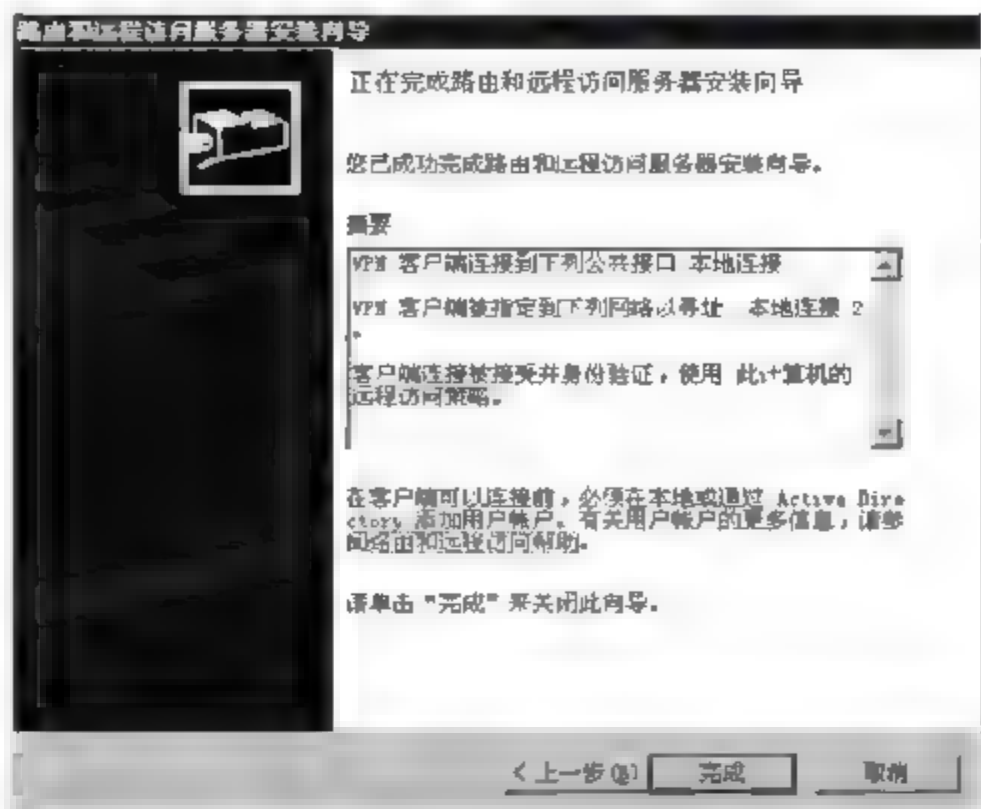 路由和远程访问服务器安装向导
正在完成路由和远程访问服务器安装向导
您已成功完成路由和远程访问服务器安装向导。
摘要
VPN 客户端连接到下列公共接口 本地连接
VPN 客户端被指定到下列网络以寻址 本地连接 2
。
客户端连接被接受并身份验证，使用 此计算机的
远程访问策略。
在客户端可以连接前，必须在本地或通过 Active Dire
ctory 添加用户帐户。有关用户帐户的更多信息，请参
阅路由和远程访问帮助。
请单击 "完成" 来关闭此向导。
< 上一步(B) 完成 取消